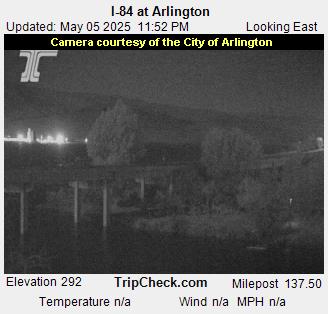 I-84 at Arlington
Updated: May 05 2025 11:52 PM Looking East
Camera courtesy of the City of Arlington
Elevation 292 TripCheck.com Milepost 137.50
Temperature n/a Wind n/a MPH n/a